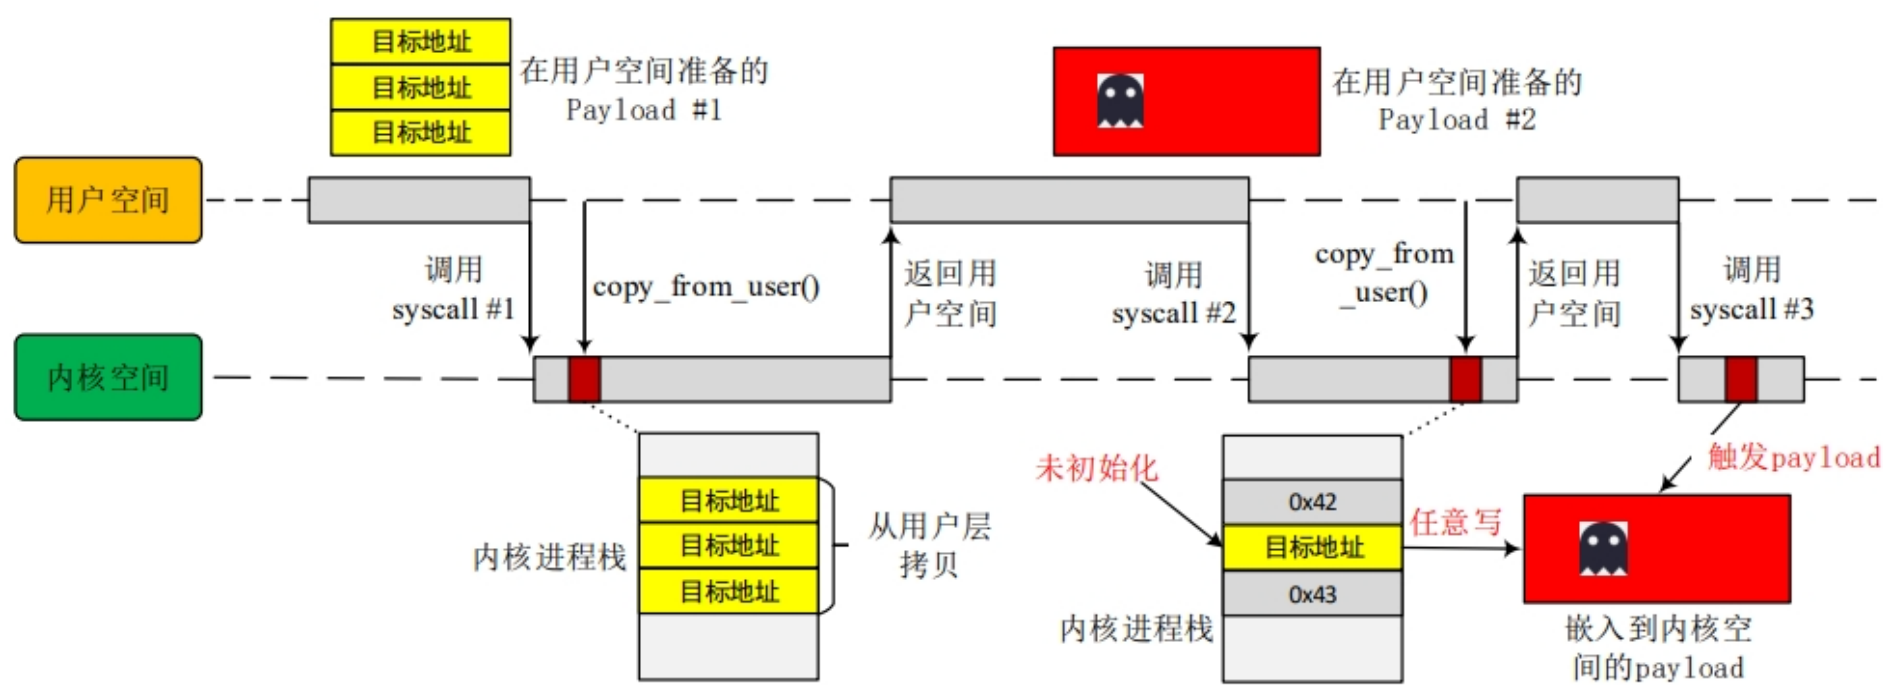 目标地址
目标地址
目标地址
在用户空间准备的
Payload #1
在用户空间准备的
Payload #2
用户空间
调用
syscall #1
copy_from_user()
返回用
户空间
调用
syscall #2
copy_from
_user()
返回用
户空间
调用
syscall #3
内核空间
目标地址
目标地址
目标地址
内核进程栈
从用户层
拷贝
未初始化
0x42
目标地址
0x43
内核进程栈
任意写
触发payload
嵌入到内核空
间的payload